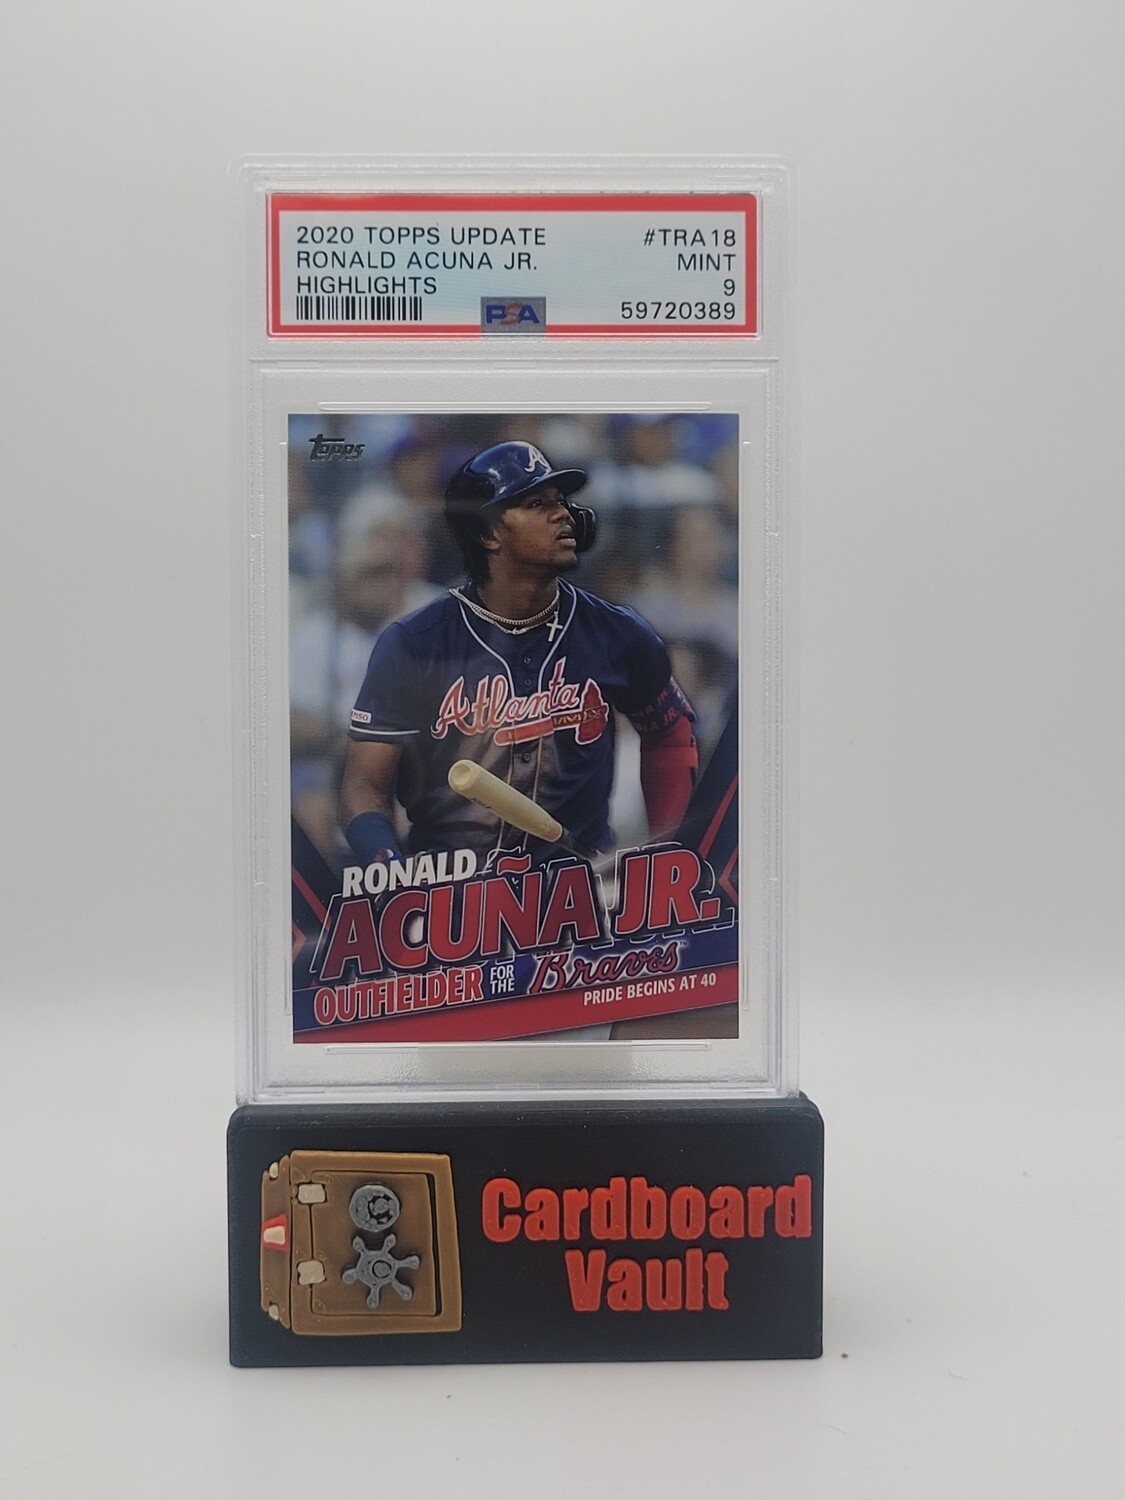 2020 TOPPS UPDATE #TRA18
RONALD ACUNA JR. MINT
HIGHLIGHTS 9
PSA 59720389
Topps
A
Atlanta
RONALD
ACUÑA JR.
OUTFIELDER FOR THE Braves
PRIDE BEGINS AT 40
Cardboard
Vault